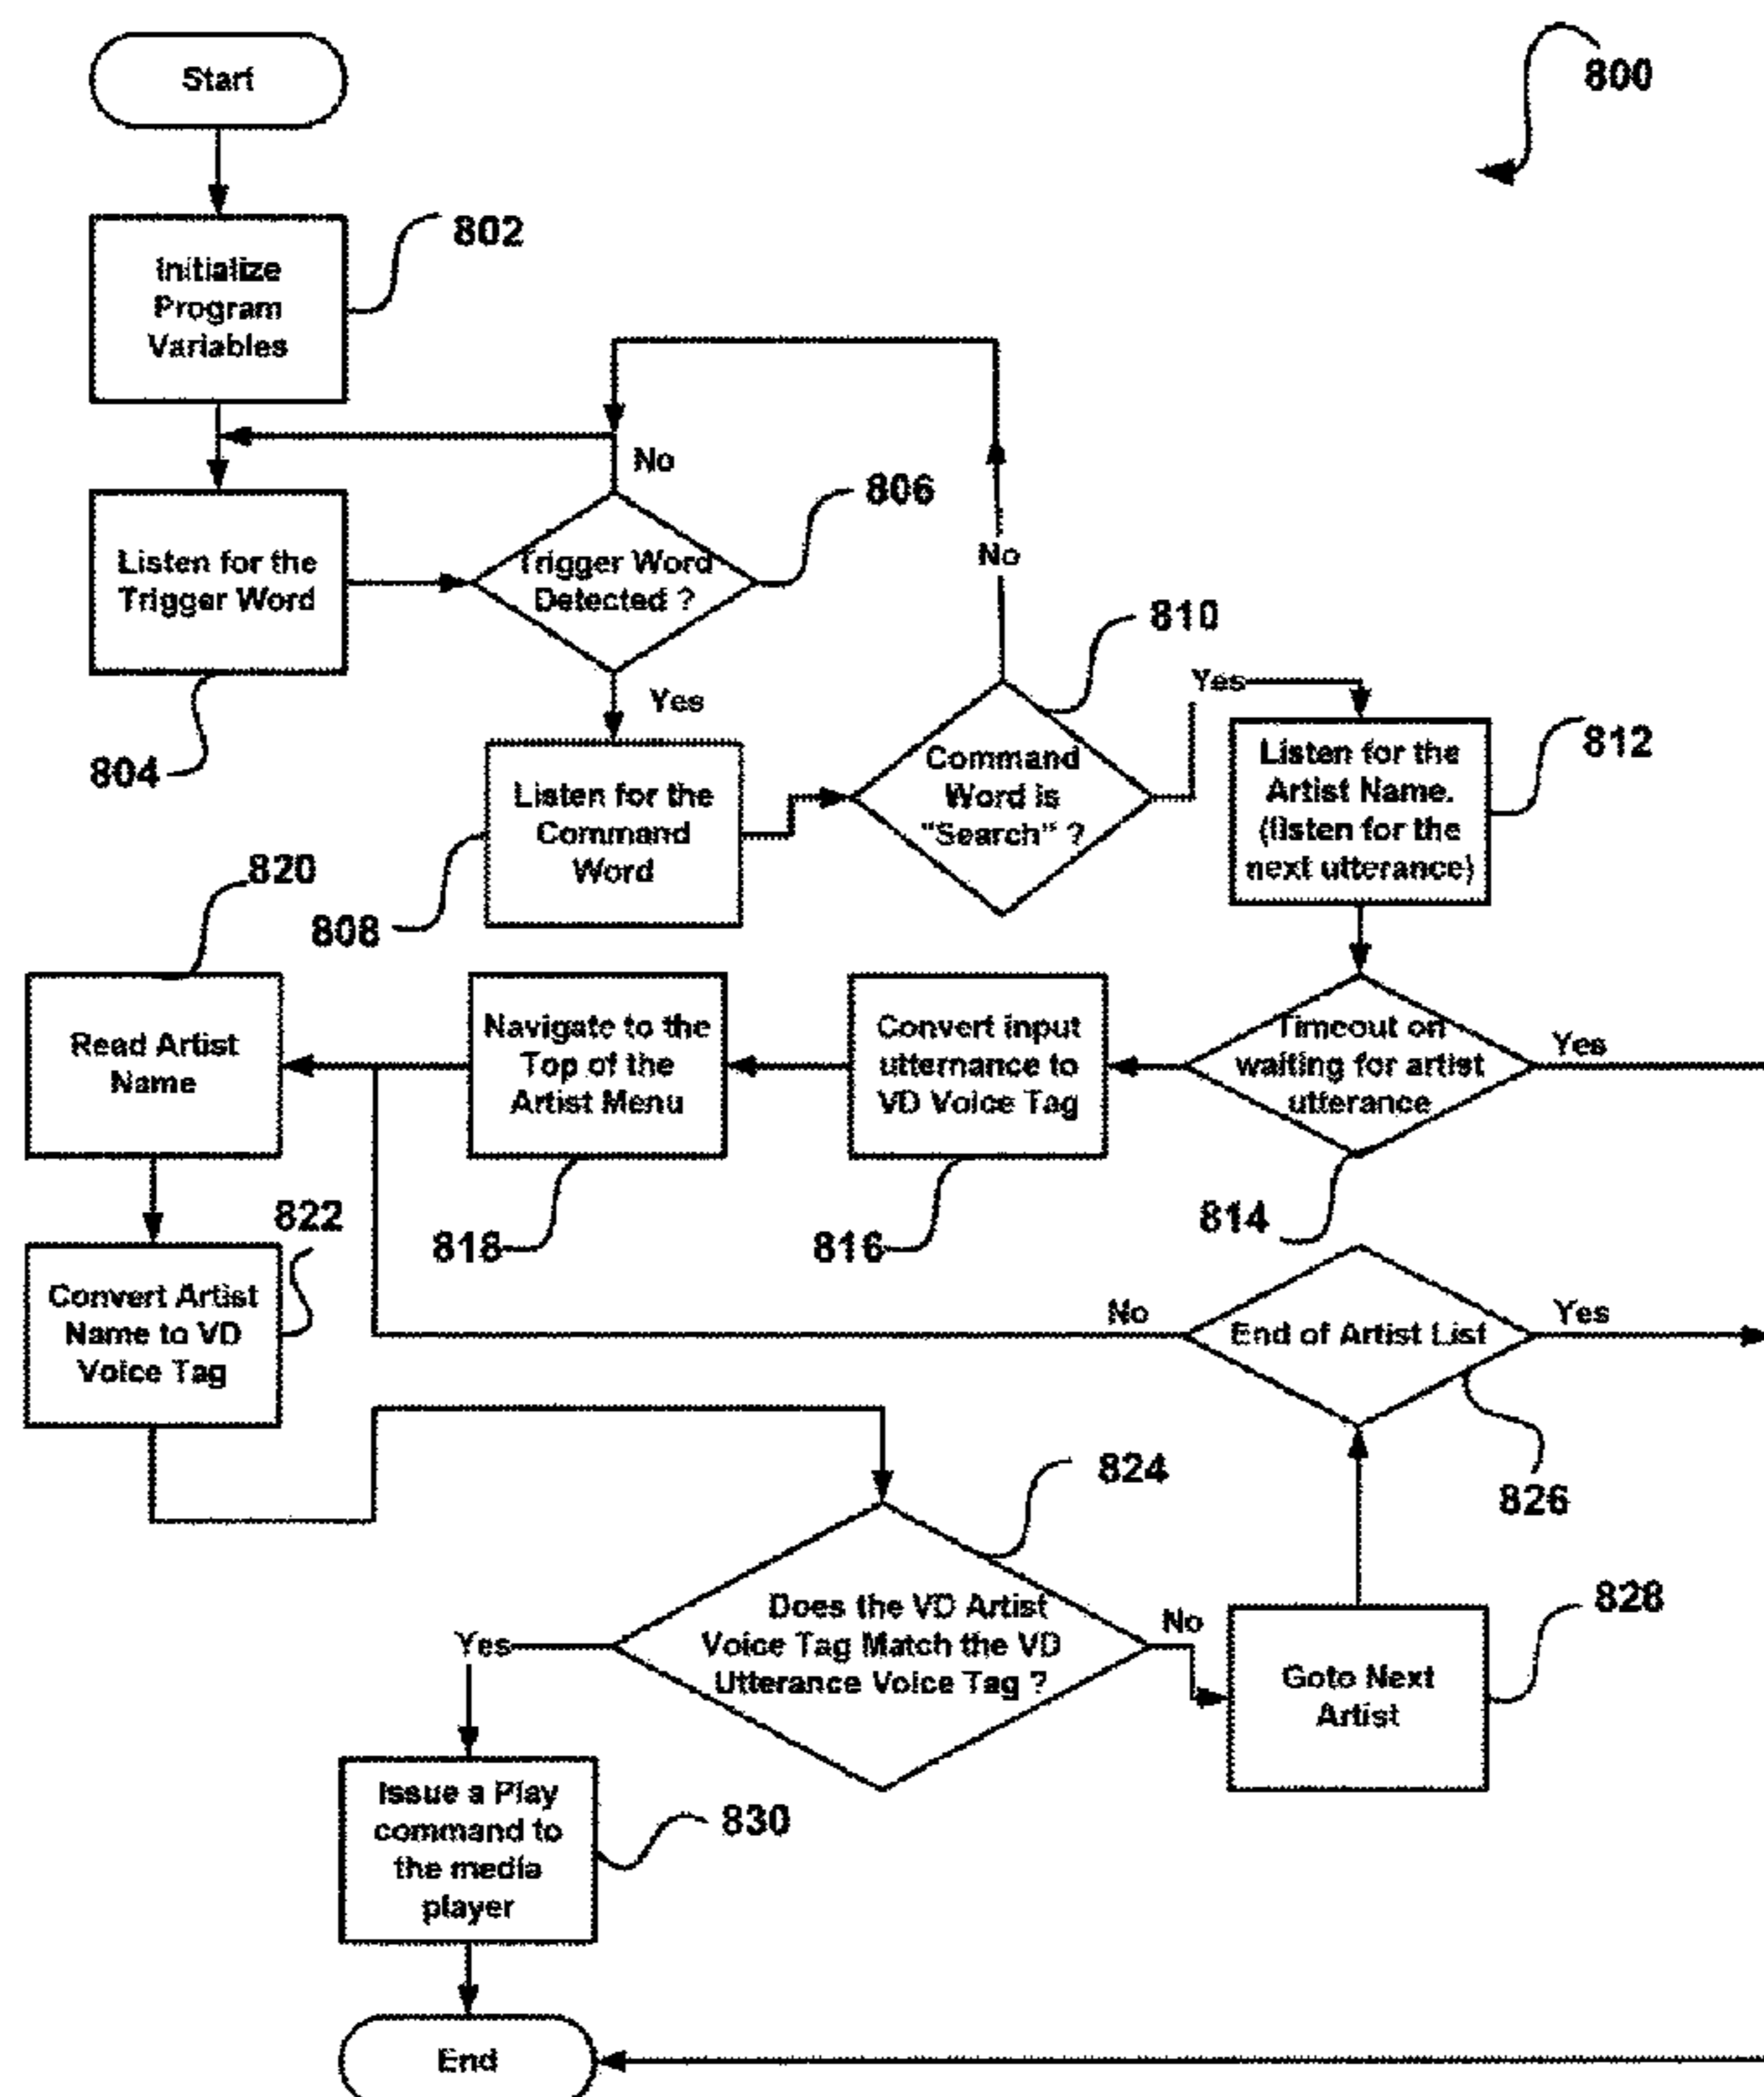 Start
800
802
Initialize
Program
Variables
No
806
Listen for the
Trigger Word
Trigger Word
Detected ?
No
810
Yes
Yes
804
Listen for the
Command
Word
Command
Word is
"Search" ?
Listen for the
Artist Name.
(listen for the
next utterance)
812
820
808
Read Artist
Name
Navigate to the
Top of the
Artist Menu
Convert input
utternance to
VD Voice Tag
Timeout on
waiting for artist
utterance
Yes
822
818
816
814
Convert Artist
Name to VD
Voice Tag
No
End of Artist List
Yes
824
826
Does the VD Artist
Voice Tag Match the VD
Utterance Voice Tag ?
Yes
No
828
Goto Next
Artist
Issue a Play
command to
the media
player
830
End